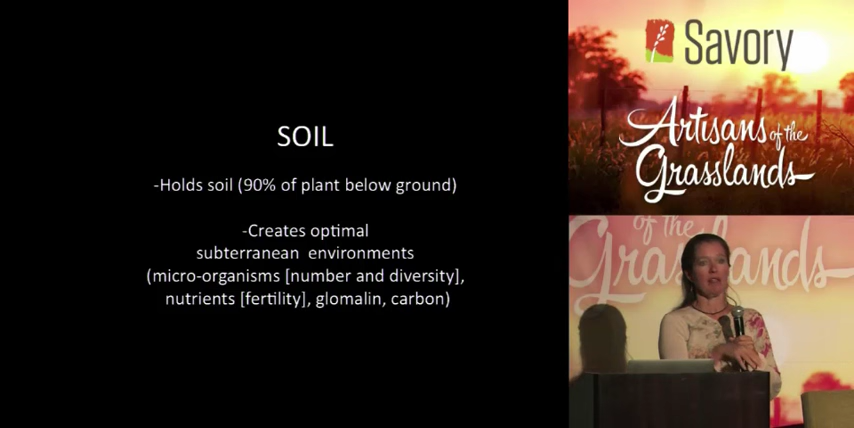 SOIL
-Holds soil (90% of plant below ground)
-Creates optimal
subterranean environments
(micro-organisms [number and diversity],
nutrients [fertility], glomalin, carbon)
Savory
Artisans of the
Grasslands
of the
Grasslands